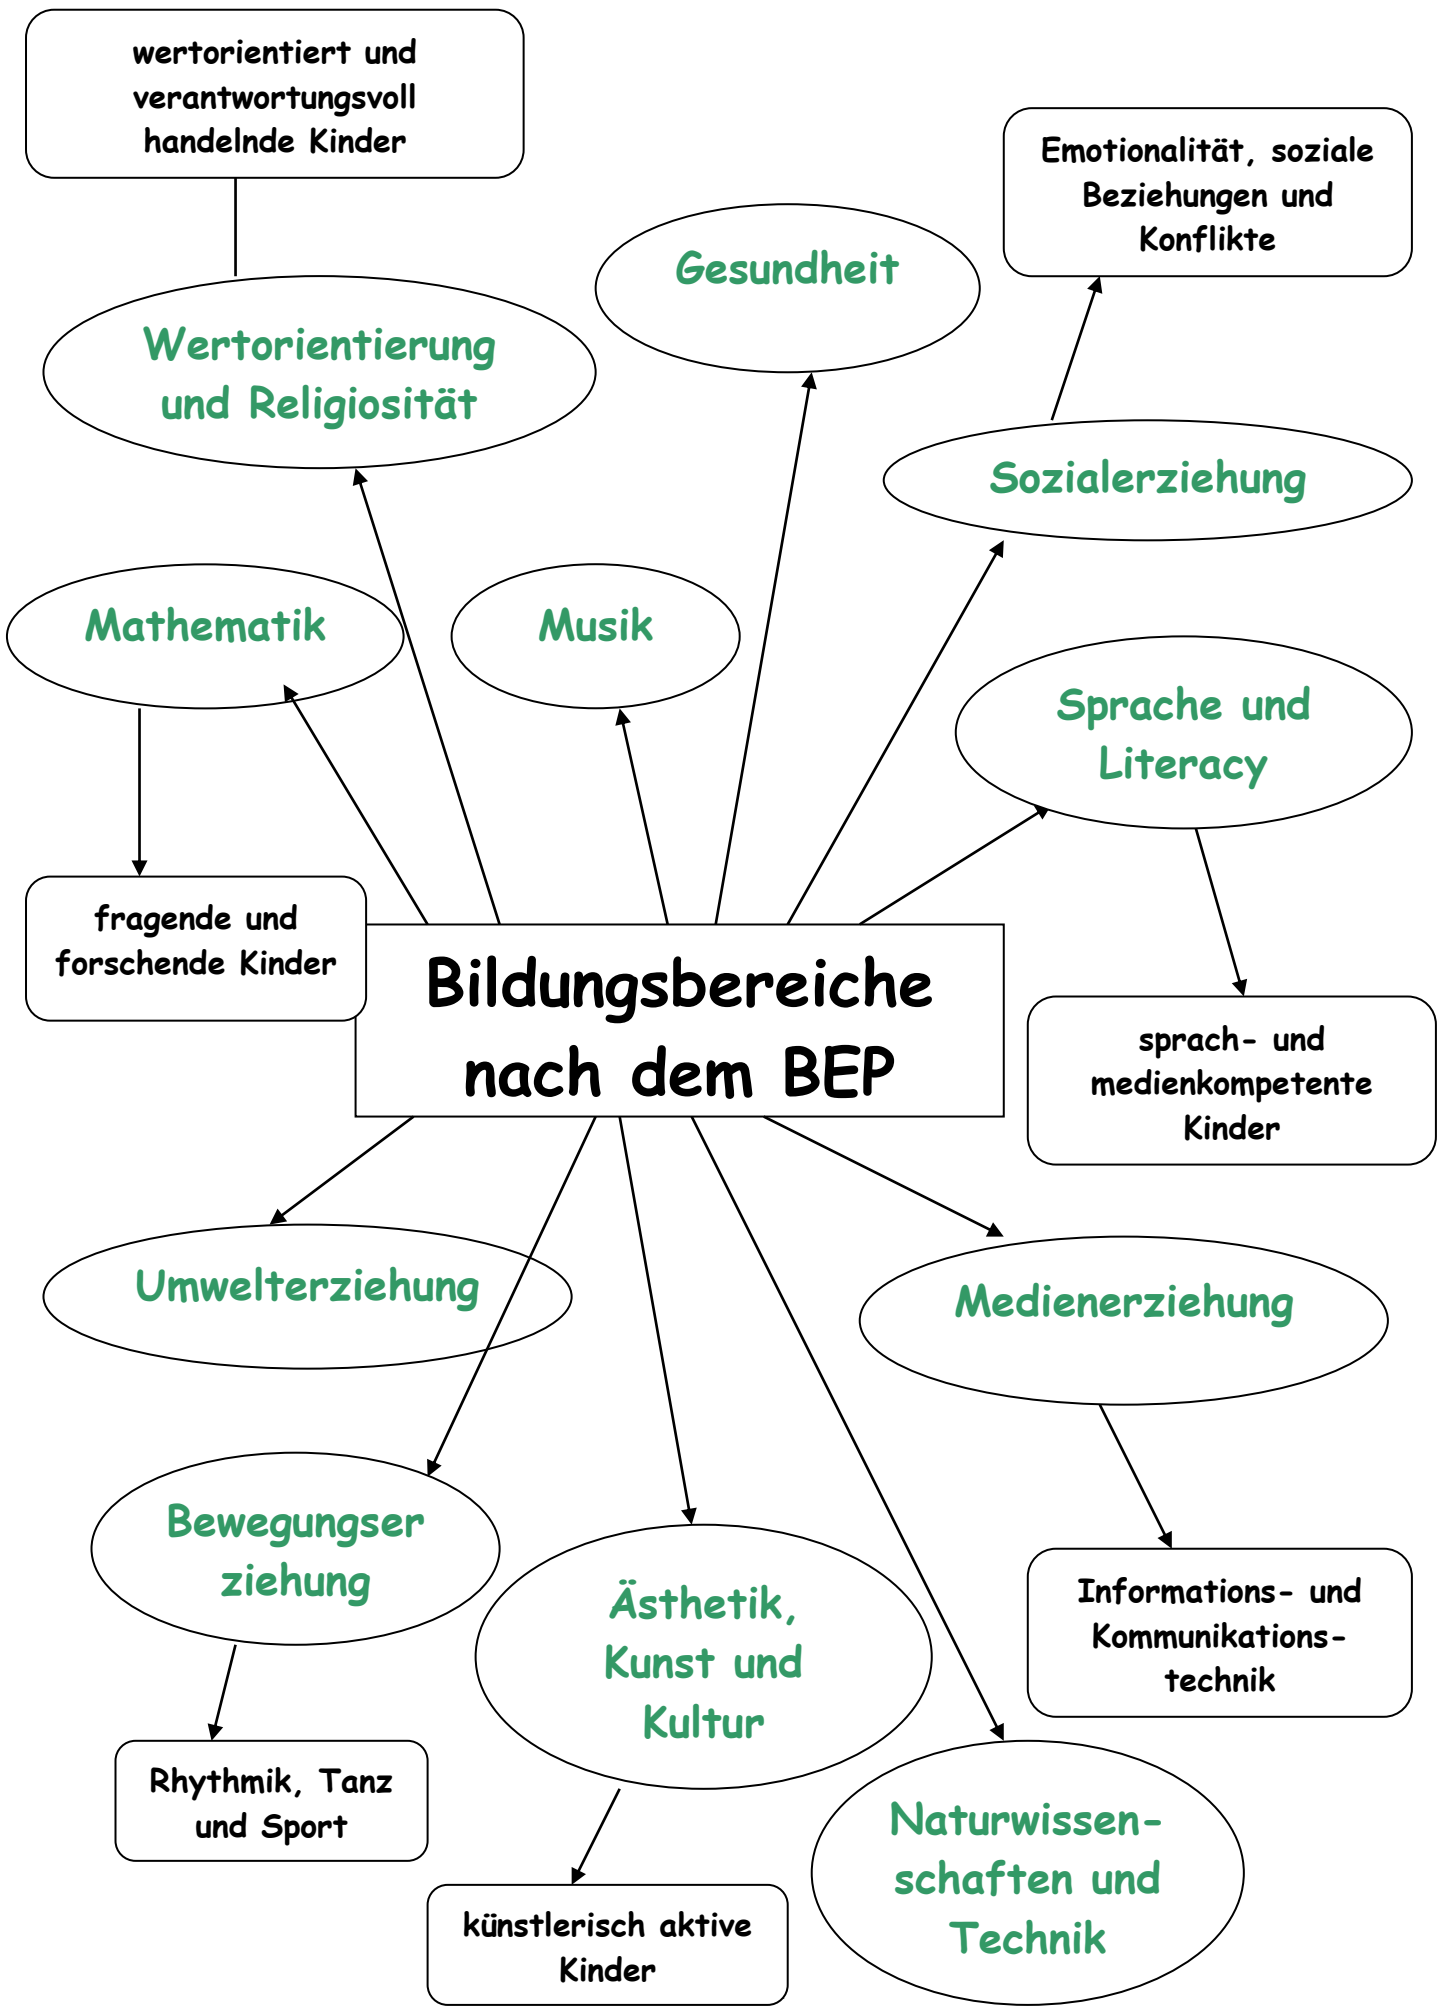 wertorientiert und
verantwortungsvoll
handelnde Kinder
Emotionalität, soziale
Beziehungen und
Konflikte
Gesundheit
Wertorientierung
und Religiosität
Sozialerziehung
Mathematik
Musik
Sprache und
Literacy
fragende und
forschende Kinder
Bildungsbereiche
nach dem BEP
sprach- und
medienkompetente
Kinder
Umwelterziehung
Medienerziehung
Bewegungser
ziehung
Ästhetik,
Kunst und
Kultur
Informations- und
Kommunikations-
technik
Rhythmik, Tanz
und Sport
Naturwissen-
schaften und
Technik
künstlerisch aktive
Kinder